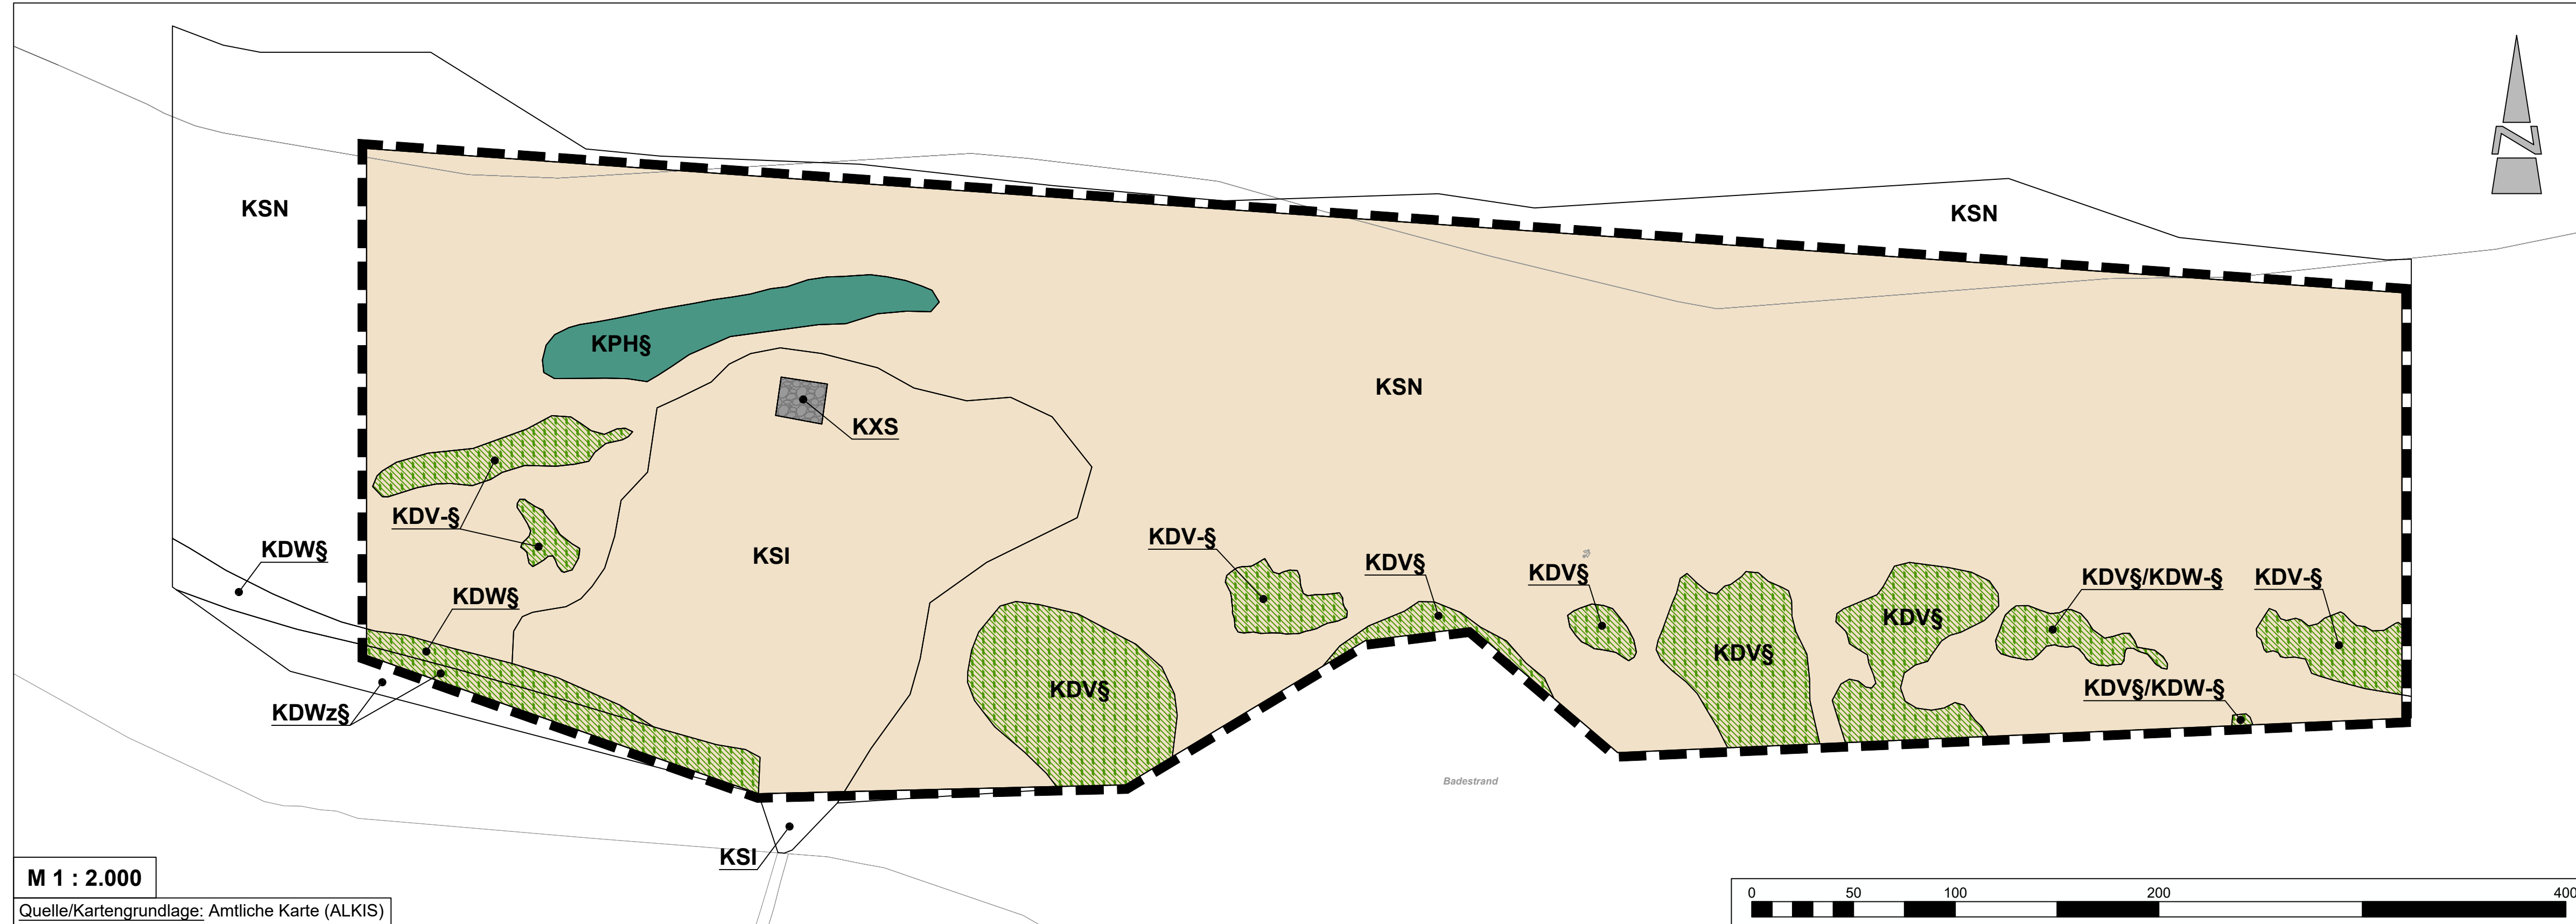 KSN
KSN
KPH§
KSN
KXS
KDV-§
KDV-§
KDW§
KSI
KDV§
KDV§
KDV§/KDW-§
KDV-§
KDW§
KDV§
KDV§
KDV§
KDV§/KDW-§
KDWz§
Badestrand
KSI
N
M 1 : 2.000
Quelle/Kartengrundlage: Amtliche Karte (ALKIS)
0 50 100 200 400